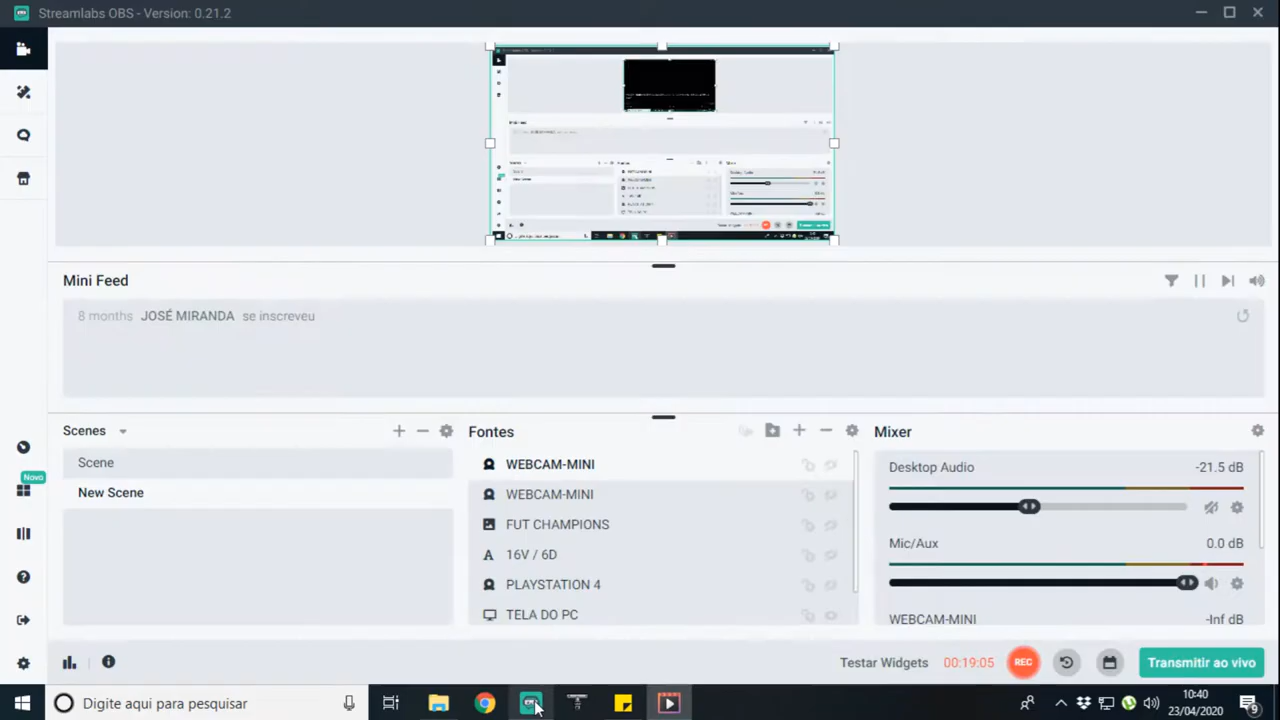 Streamlabs OBS - Version: 0.21.2
Mini Feed
8 months JOSÉ MIRANDA se inscreveu
Scenes
Scene
New Scene
Novo
Fontes
WEBCAM-MINI
WEBCAM-MINI
FUT CHAMPIONS
16V / 6D
PLAYSTATION 4
TELA DO PC
Mixer
Desktop Audio -21.5 dB
Mic/Aux 0.0 dB
WEBCAM-MINI -Inf dB
Testar Widgets 00:19:05 REC Transmitir ao vivo
Digite aqui para pesquisar
10:40
23/04/2020
9